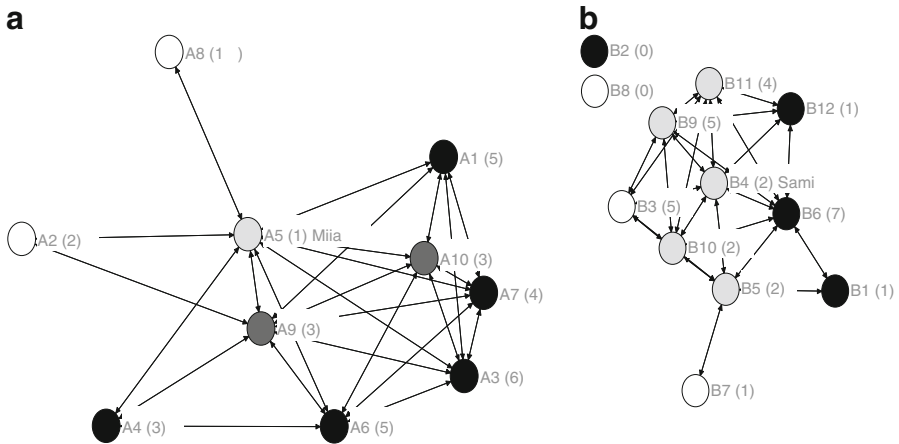 a
A8 (1 )
A1 (5)
A2 (2)
A5 (1) Miia
A10 (3)
A7 (4)
A9 (3)
A3 (6)
A4 (3)
A6 (5)
b
B2 (0)
B8 (0)
B11 (4)
B12 (1)
B9 (5)
B4 (2) Sami
B3 (5)
B6 (7)
B10 (2)
B5 (2)
B1 (1)
B7 (1)